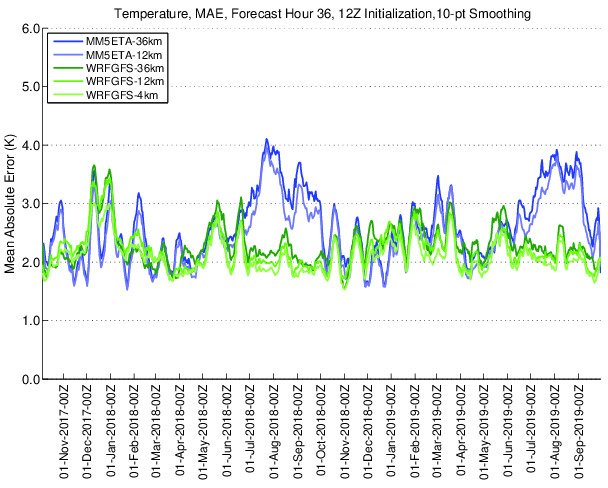 Temperature, MAE, Forecast Hour 36, 12Z Initialization,10-pt Smoothing
6.0
5.0
4.0
3.0
2.0
1.0
0.0
Mean Absolute Error (K)
MM5ETA-36km
MM5ETA-12km
WRFGFS-36km
WRFGFS-12km
WRFGFS-4km
01-Nov-2017-00Z
01-Dec-2017-00Z
01-Jan-2018-00Z
01-Feb-2018-00Z
01-Mar-2018-00Z
01-Apr-2018-00Z
01-May-2018-00Z
01-Jun-2018-00Z
01-Jul-2018-00Z
01-Aug-2018-00Z
01-Sep-2018-00Z
01-Oct-2018-00Z
01-Nov-2018-00Z
01-Dec-2018-00Z
01-Jan-2019-00Z
01-Feb-2019-00Z
01-Mar-2019-00Z
01-Apr-2019-00Z
01-May-2019-00Z
01-Jun-2019-00Z
01-Jul-2019-00Z
01-Aug-2019-00Z
01-Sep-2019-00Z